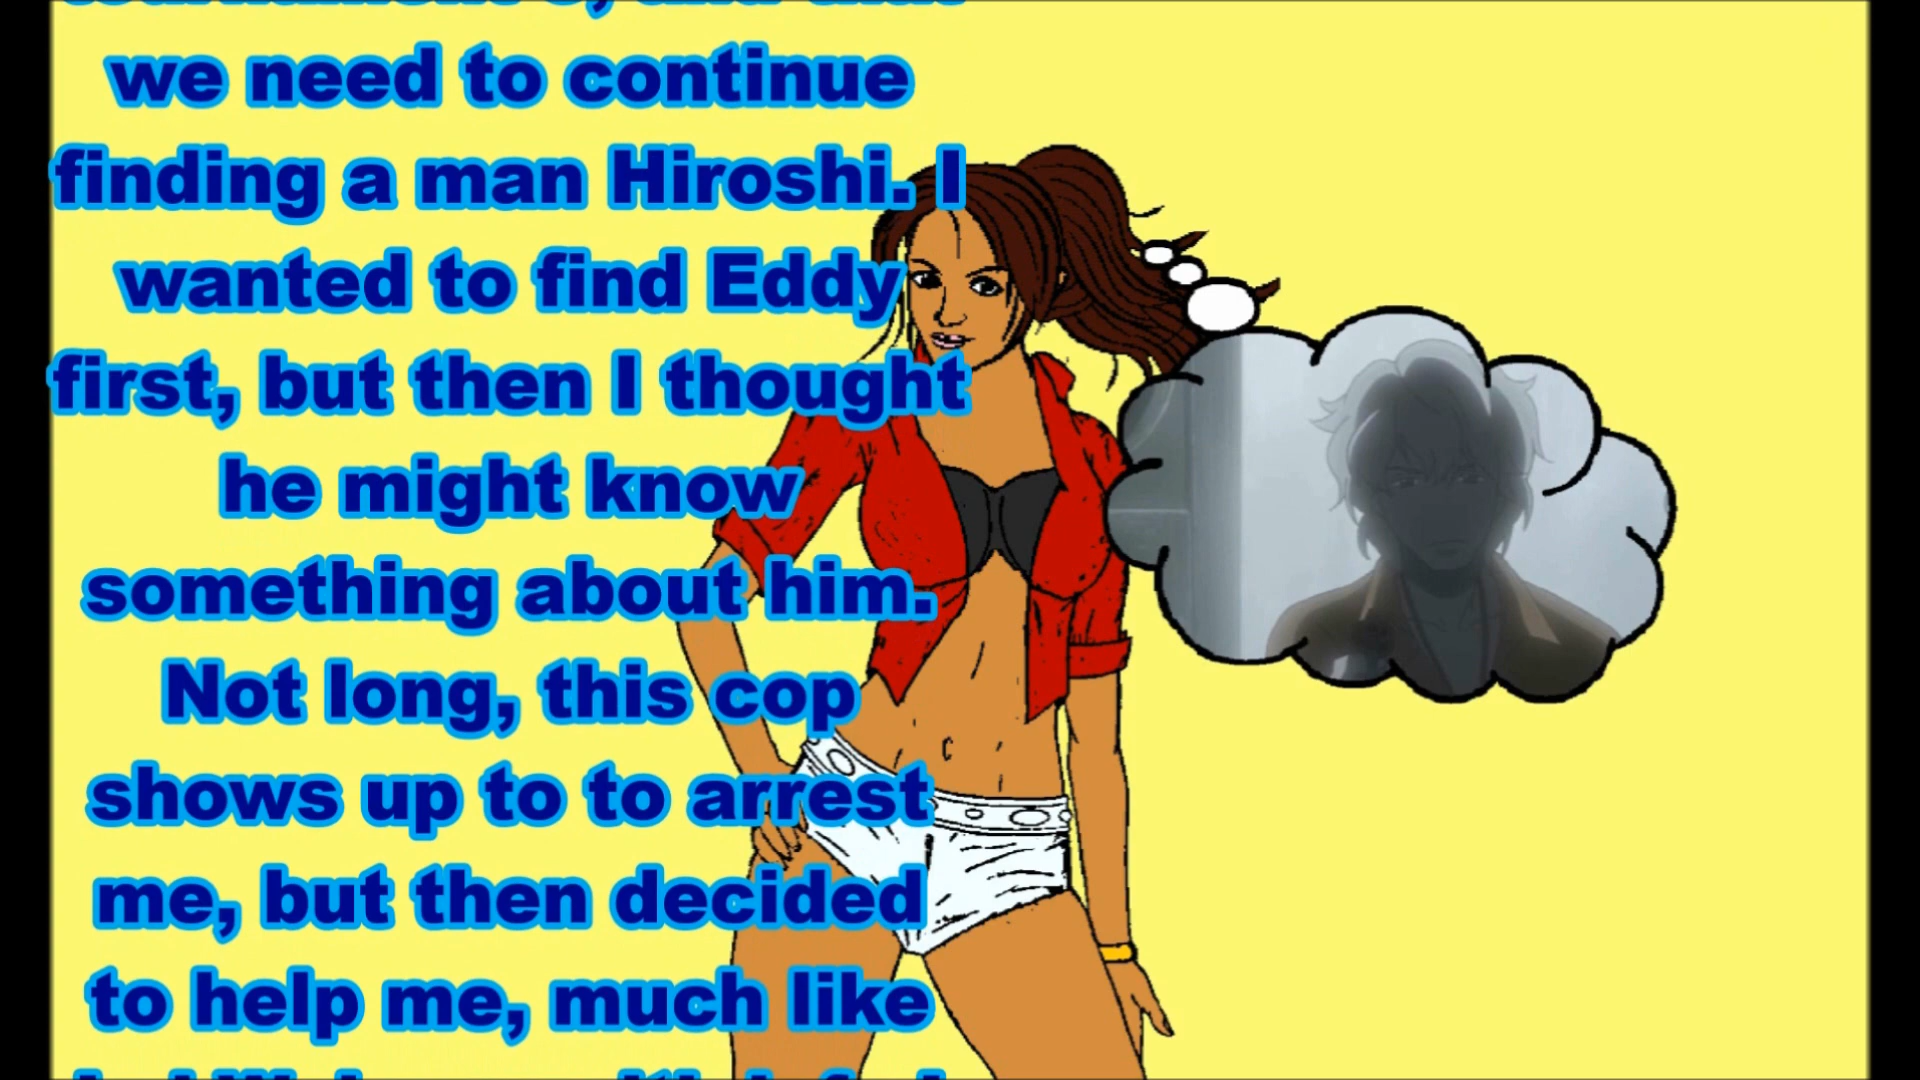 we need to continue
finding a man Hiroshi. I
wanted to find Eddy
first, but then I thought
he might know
something about him.
Not long, this cop
shows up to to arrest
me, but then decided
to help me, much like